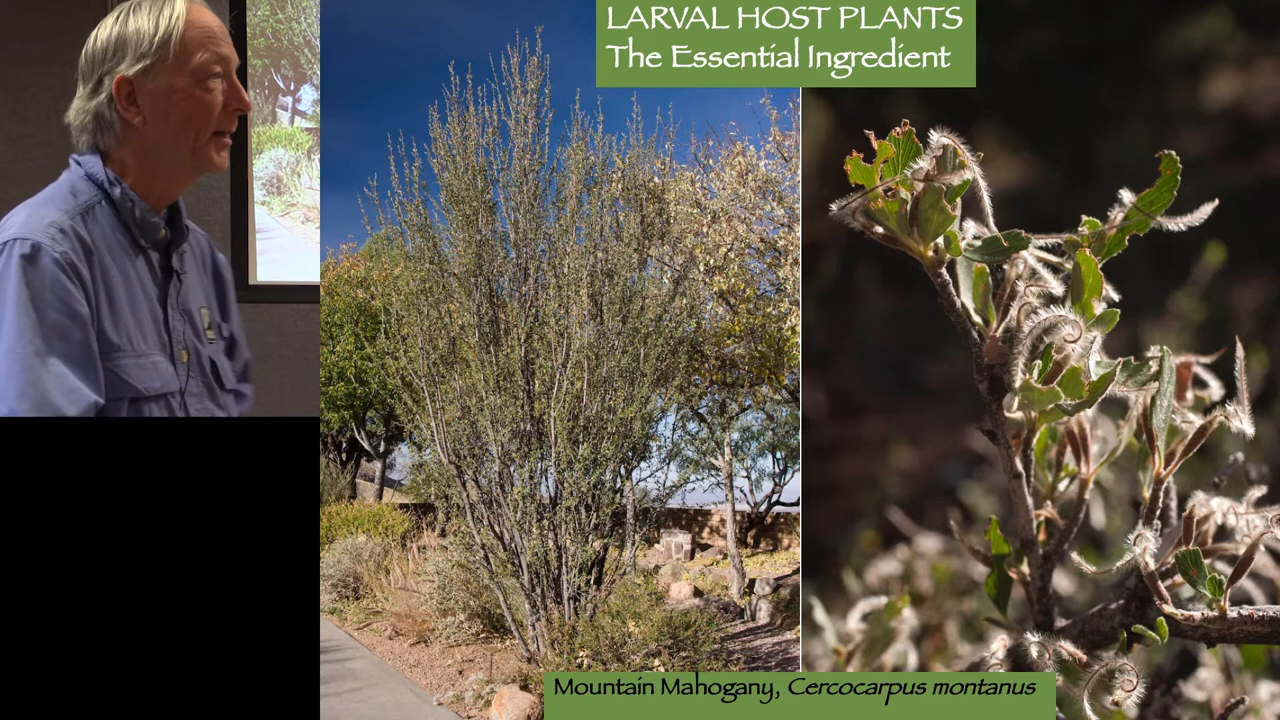 LARVAL HOST PLANTS
The Essential Ingredient
Mountain Mahogany, Cercocarpus montanus